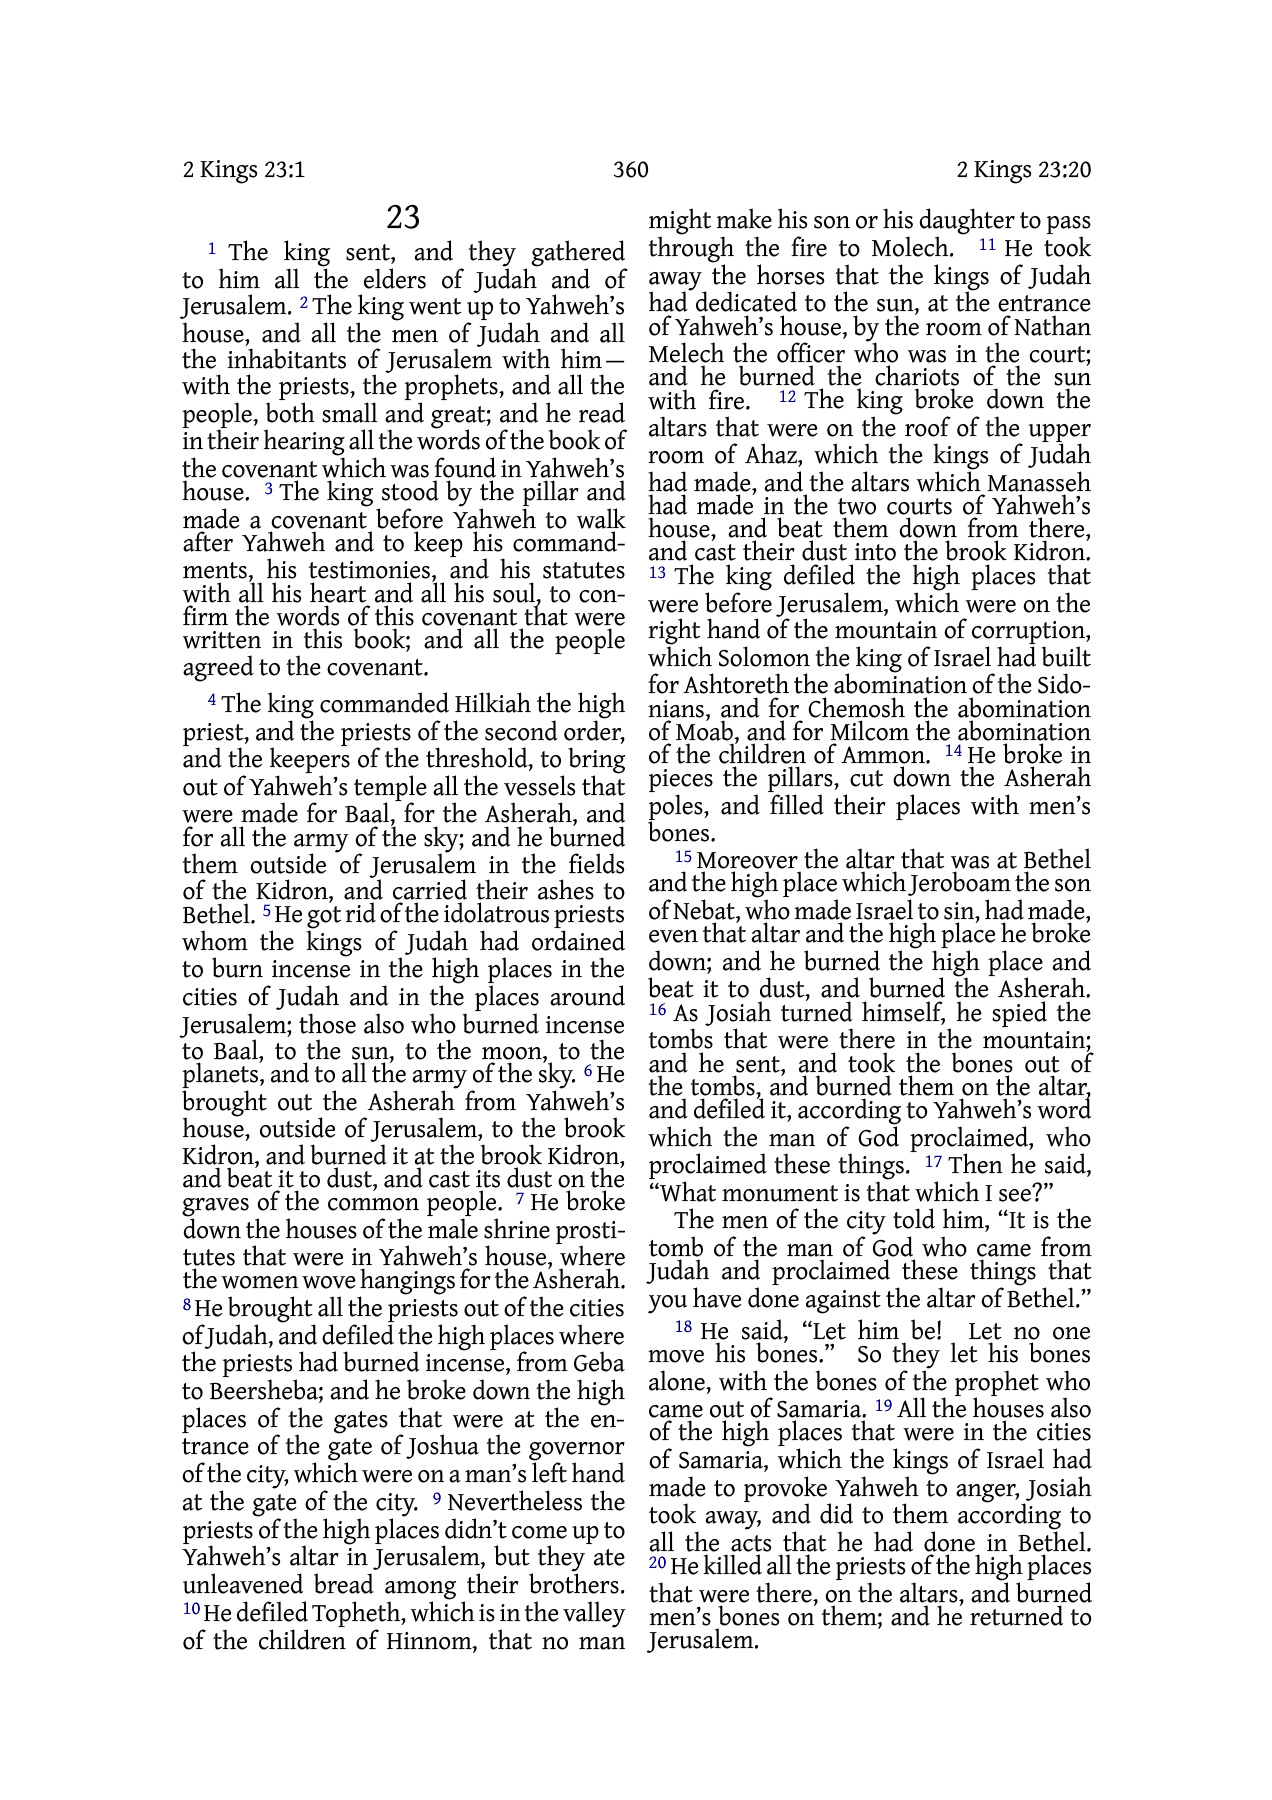 2 Kings 23:1 360 2 Kings 23:20
23
1 The king sent, and they gathered
to him all the elders of Judah and of
Jerusalem. 2 The king went up to Yahweh’s
house, and all the men of Judah and all
the inhabitants of Jerusalem with him—
with the priests, the prophets, and all the
people, both small and great; and he read
in their hearing all the words of the book of
the covenant which was found in Yahweh’s
house. 3 The king stood by the pillar and
made a covenant before Yahweh to walk
after Yahweh and to keep his command-
ments, his testimonies, and his statutes
with all his heart and all his soul, to con-
firm the words of this covenant that were
written in this book; and all the people
agreed to the covenant.
4 The king commanded Hilkiah the high
priest, and the priests of the second order,
and the keepers of the threshold, to bring
out of Yahweh’s temple all the vessels that
were made for Baal, for the Asherah, and
for all the army of the sky; and he burned
them outside of Jerusalem in the fields
of the Kidron, and carried their ashes to
Bethel. 5 He got rid of the idolatrous priests
whom the kings of Judah had ordained
to burn incense in the high places in the
cities of Judah and in the places around
Jerusalem; those also who burned incense
to Baal, to the sun, to the moon, to the
planets, and to all the army of the sky. 6 He
brought out the Asherah from Yahweh’s
house, outside of Jerusalem, to the brook
Kidron, and burned it at the brook Kidron,
and beat it to dust, and cast its dust on the
graves of the common people. 7 He broke
down the houses of the male shrine prosti-
tutes that were in Yahweh’s house, where
the women wove hangings for the Asherah.
8 He brought all the priests out of the cities
of Judah, and defiled the high places where
the priests had burned incense, from Geba
to Beersheba; and he broke down the high
places of the gates that were at the en-
trance of the gate of Joshua the governor
of the city, which were on a man’s left hand
at the gate of the city. 9 Nevertheless the
priests of the high places didn’t come up to
Yahweh’s altar in Jerusalem, but they ate
unleavened bread among their brothers.
10 He defiled Topheth, which is in the valley
of the children of Hinnom, that no man
might make his son or his daughter to pass
through the fire to Molech. 11 He took
away the horses that the kings of Judah
had dedicated to the sun, at the entrance
of Yahweh’s house, by the room of Nathan
Melech the officer who was in the court;
and he burned the chariots of the sun
with fire. 12 The king broke down the
altars that were on the roof of the upper
room of Ahaz, which the kings of Judah
had made, and the altars which Manasseh
had made in the two courts of Yahweh’s
house, and beat them down from there,
and cast their dust into the brook Kidron.
13 The king defiled the high places that
were before Jerusalem, which were on the
right hand of the mountain of corruption,
which Solomon the king of Israel had built
for Ashtoreth the abomination of the Sido-
nians, and for Chemosh the abomination
of Moab, and for Milcom the abomination
of the children of Ammon. 14 He broke in
pieces the pillars, cut down the Asherah
poles, and filled their places with men’s
bones.
15 Moreover the altar that was at Bethel
and the high place which Jeroboam the son
of Nebat, who made Israel to sin, had made,
even that altar and the high place he broke
down; and he burned the high place and
beat it to dust, and burned the Asherah.
16 As Josiah turned himself, he spied the
tombs that were there in the mountain;
and he sent, and took the bones out of
the tombs, and burned them on the altar,
and defiled it, according to Yahweh’s word
which the man of God proclaimed, who
proclaimed these things. 17 Then he said,
“What monument is that which I see?”
The men of the city told him, “It is the
tomb of the man of God who came from
Judah and proclaimed these things that
you have done against the altar of Bethel.”
18 He said, “Let him be! Let no one
move his bones.” So they let his bones
alone, with the bones of the prophet who
came out of Samaria. 19 All the houses also
of the high places that were in the cities
of Samaria, which the kings of Israel had
made to provoke Yahweh to anger, Josiah
took away, and did to them according to
all the acts that he had done in Bethel.
20 He killed all the priests of the high places
that were there, on the altars, and burned
men’s bones on them; and he returned to
Jerusalem.